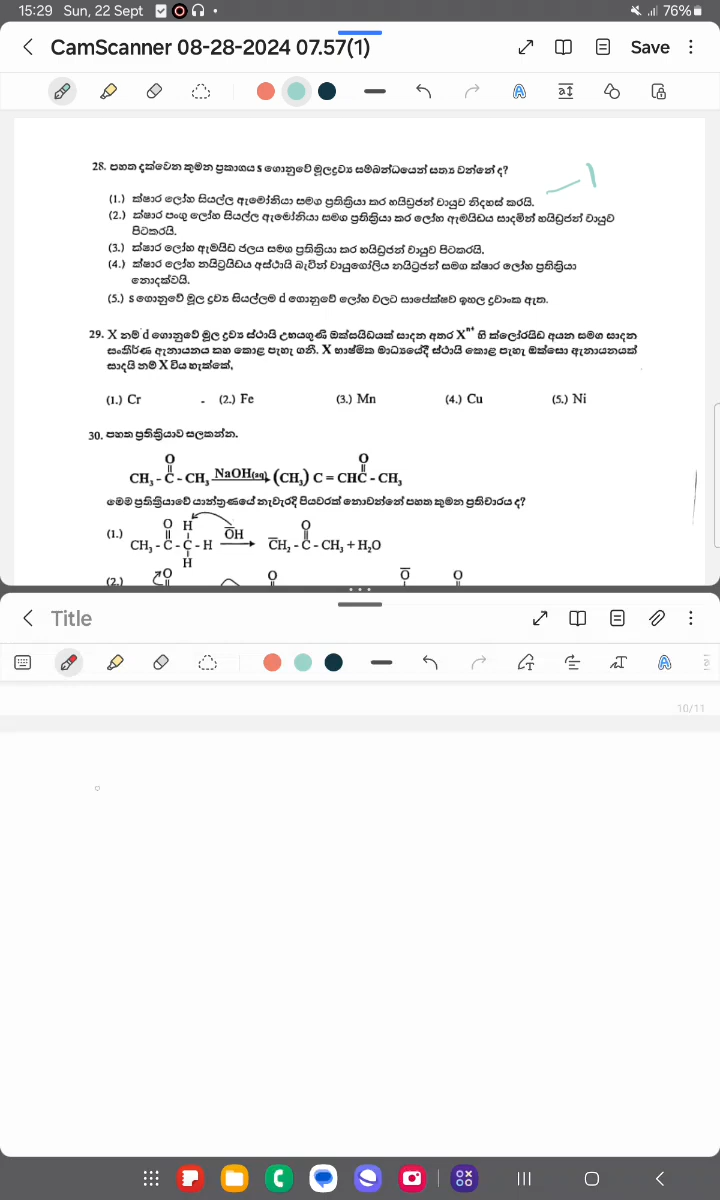 15:29 Sun, 22 Sept 76%
CamScanner 08-28-2024 07.57(1) Save
28. පහත දැක්වෙන කුමන ප්‍රකාශය s ගොනුවේ මූලද්‍රව්‍ය සම්බන්ධයෙන් සත්‍ය වන්නේ ද?
1
(1.) ක්ෂාර ලෝහ සියල්ල ඇමෝනියා සමග ප්‍රතික්‍රියා කර හයිඩ්‍රජන් වායුව නිදහස් කරයි.
(2.) ක්ෂාර පාංශු ලෝහ සියල්ල ඇමෝනියා සමග ප්‍රතික්‍රියා කර ලෝහ ඇමයිඩය සාදමින් හයිඩ්‍රජන් වායුව
පිටකරයි.
(3.) ක්ෂාර ලෝහ ඇමයිඩ ජලය සමග ප්‍රතික්‍රියා කර හයිඩ්‍රජන් වායුව පිටකරයි.
(4.) ක්ෂාර ලෝහ නයිට්‍රයිඩය අස්ථායි බැවින් වායුගෝලීය නයිට්‍රජන් සමග ක්ෂාර ලෝහ ප්‍රතික්‍රියා
නොදක්වයි.
(5.) s ගොනුවේ මූල ද්‍රව්‍ය සියල්ලම d ගොනුවේ ලෝහ වලට සාපේක්ෂව ඉහල ද්‍රවාංක ඇත.
29. X නම් d ගොනුවේ මූල ද්‍රව්‍ය ස්ථායි උභයගුණි ඔක්සයිඩයක් සාදන අතර Xⁿ⁺ හි ක්ලෝරයිඩ් අයන සමග සාදන
සංකීර්ණ ඇනායනය කහ කොළ පැහැ ගනී. X භාෂ්මික මාධ්‍යයේදී ස්ථායි කොළ පැහැ ඔක්සො ඇනායනයක්
සාදයි නම් X විය හැක්කේ,
(1.) Cr (2.) Fe (3.) Mn (4.) Cu (5.) Ni
30. පහත ප්‍රතික්‍රියාව සලකන්න.
O O
CH₃ - C - CH₃ NaOH(aq) (CH₃) C = CHC - CH₃
මෙම ප්‍රතික්‍රියාවේ යාන්ත්‍රණයේ නැවැරදි පියවරක් නොවන්නේ පහත කුමන ප්‍රතිචාරය ද?
(1.) O H O̅H O
CH₃ - C - C - H → C̅H₂ - C - CH₃ + H₂O
H
(2.) O O O̅ O
Title
10/11